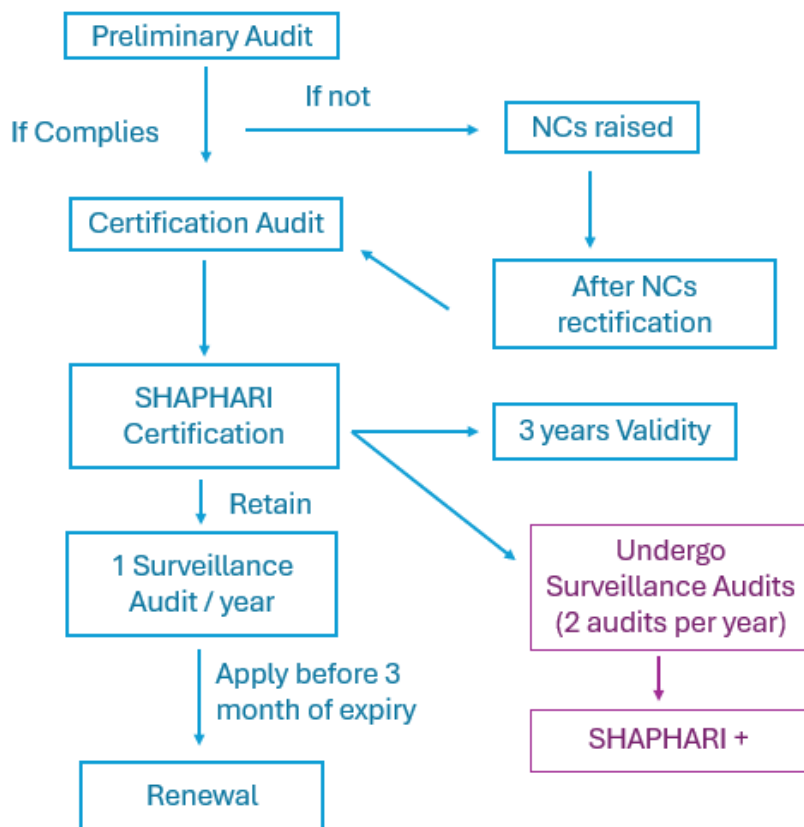 Preliminary Audit
If not
If Complies
NCs raised
Certification Audit
After NCs
rectification
SHAPHARI
Certification
3 years Validity
Retain
1 Surveillance
Audit / year
Undergo
Surveillance Audits
(2 audits per year)
Apply before 3
month of expiry
SHAPHARI +
Renewal